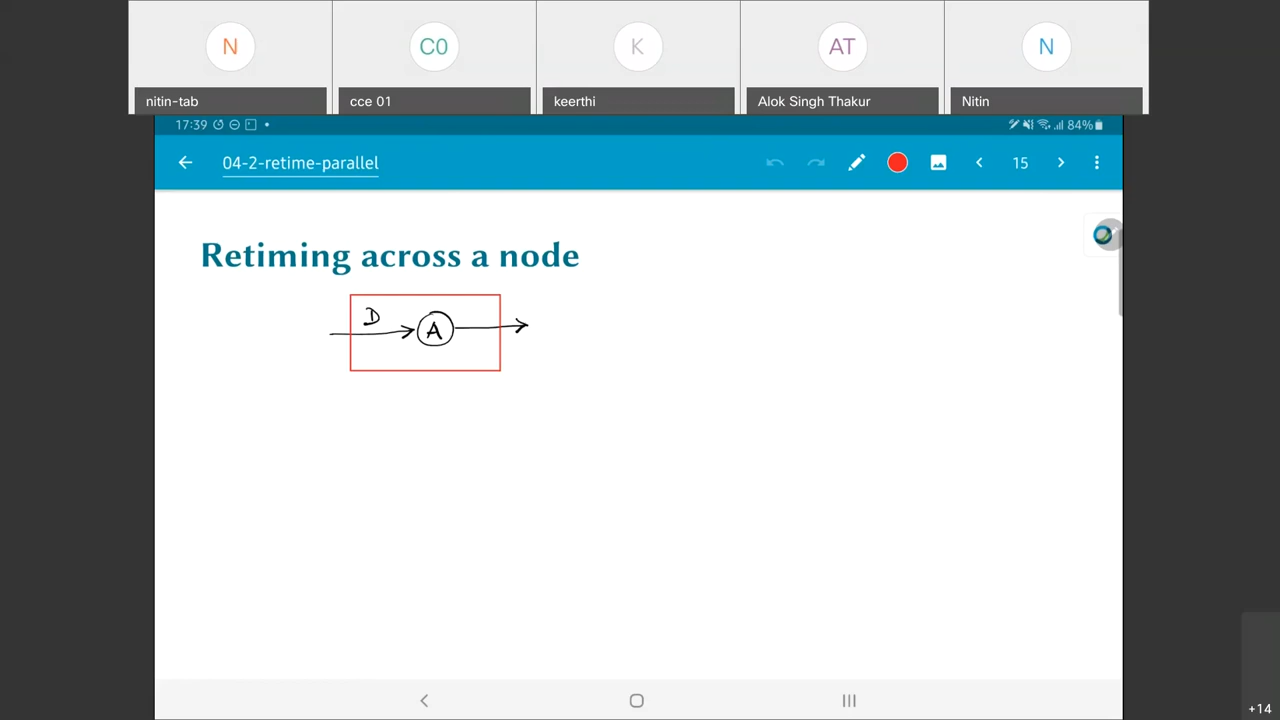 N
C0
K
AT
N
nitin-tab
cce 01
keerthi
Alok Singh Thakur
Nitin
17:39
84%
04-2-retime-parallel
15
Retiming across a node
D
A
+14